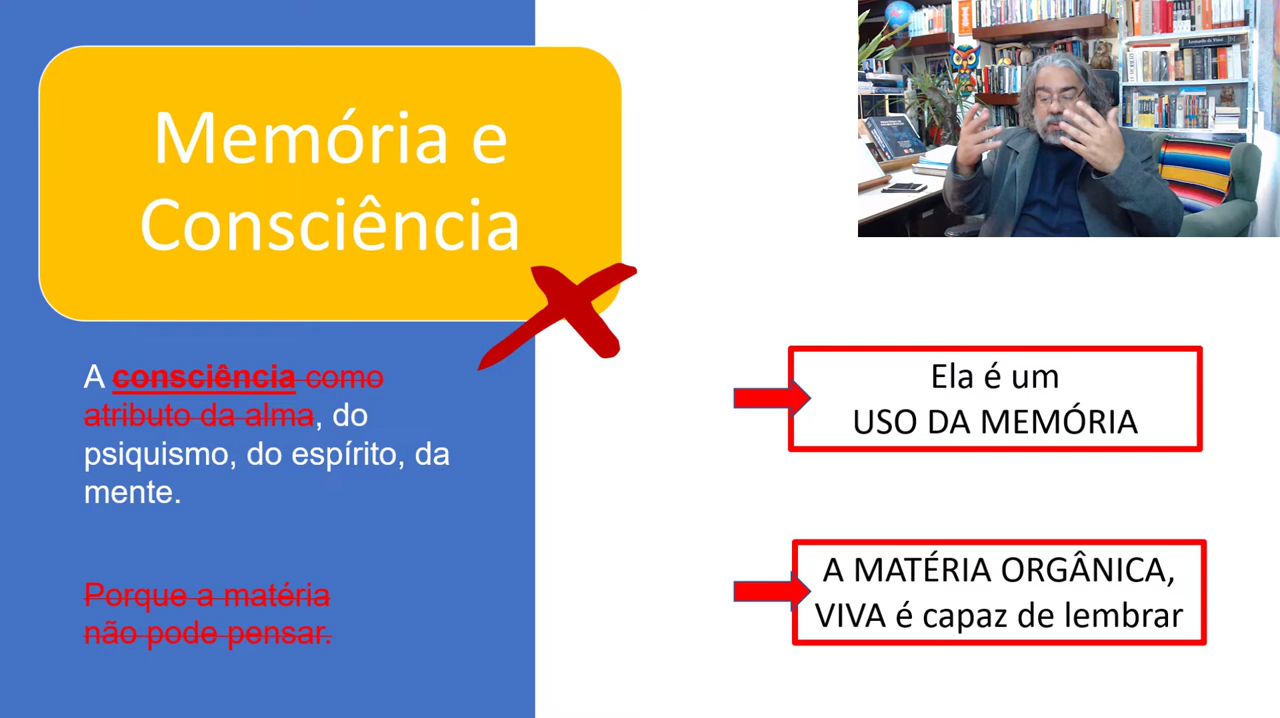 Memória e
Consciência
A consciência como
atributo da alma, do
psiquismo, do espírito, da
mente.
Porque a matéria
não pode pensar.
Ela é um
USO DA MEMÓRIA
A MATÉRIA ORGÂNICA,
VIVA é capaz de lembrar